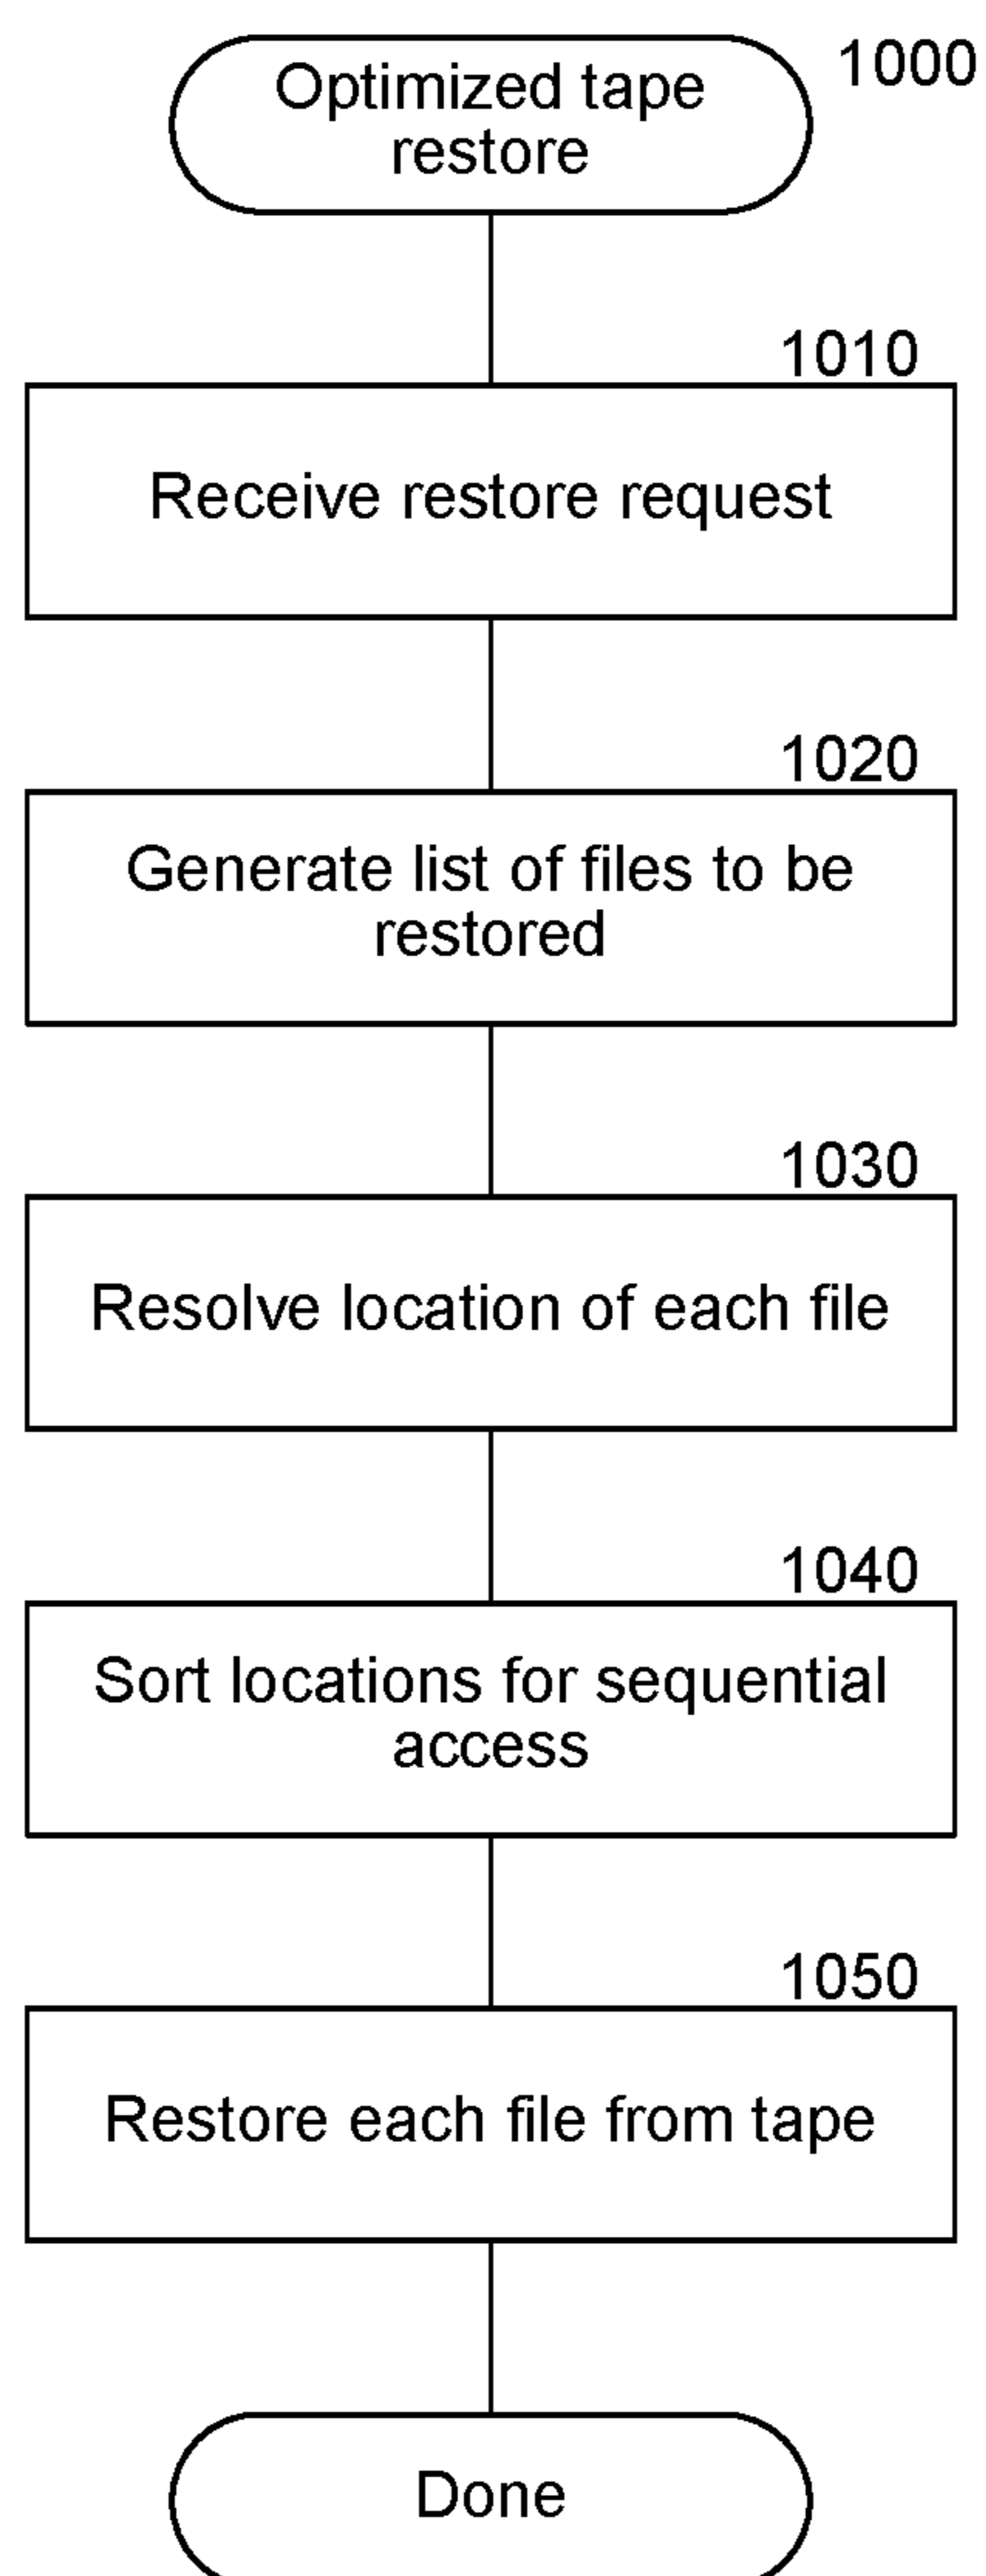 1000
Optimized tape
restore
1010
Receive restore request
1020
Generate list of files to be
restored
1030
Resolve location of each file
1040
Sort locations for sequential
access
1050
Restore each file from tape
Done